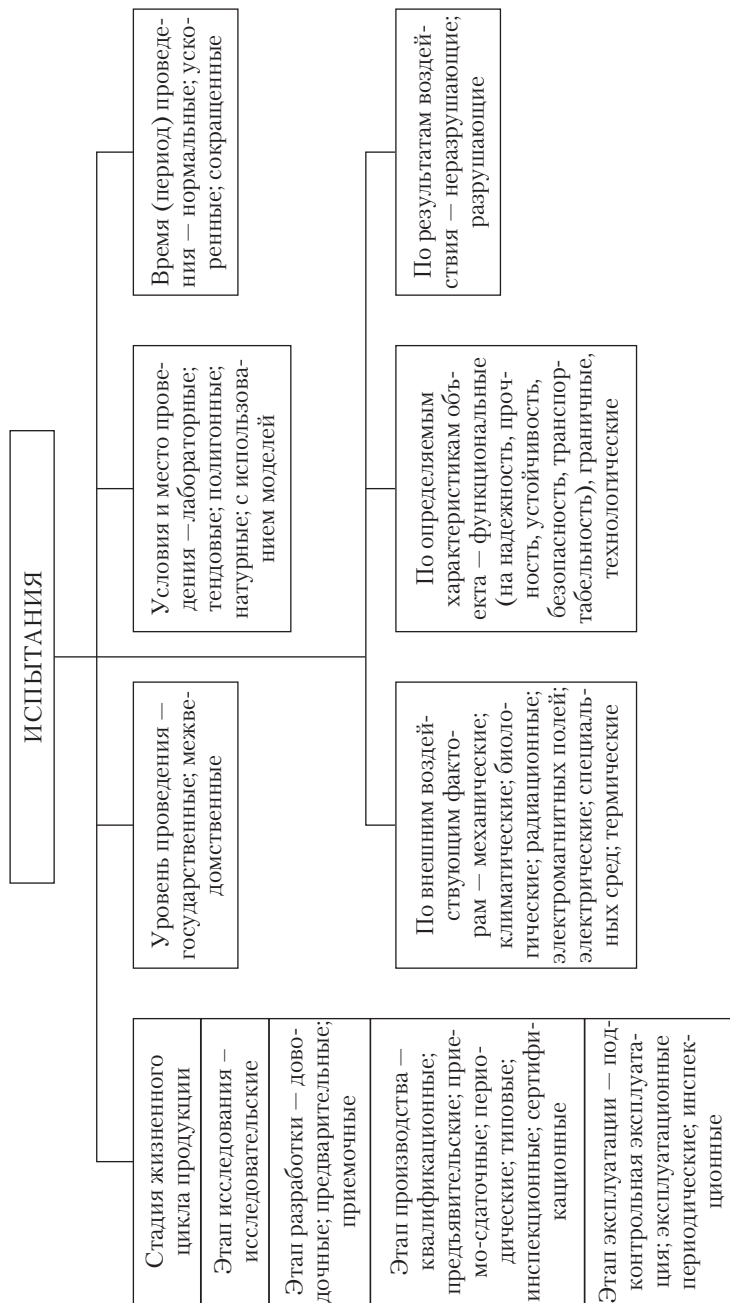 ИСПЫТАНИЯ
Стадия жизненного
цикла продукции
Этап исследования –
исследовательские
Этап разработки — дово-
дочные; предварительные;
приемочные
Этап производства —
квалификационные;
предъявительские; прие-
мо-сдаточные; перио-
дические; типовые;
инспекционные; сертифи-
кационные
Этап эксплуатации — под-
контрольная эксплуата-
ция; эксплуатационные
периодические; инспек-
ционные
Уровень проведения —
государственные; межве-
домственные
Условия и место прове-
дения —лабораторные;
тендовые; полигонные;
натурные; с использова-
нием моделей
Время (период) проведе-
ния — нормальные; уско-
ренные; сокращенные
По внешним воздей-
ствующим факто-
рам — механические;
климатические; биоло-
гические; радиационные;
электромагнитных полей;
электрические; специаль-
ных сред; термические
По определяемым
характеристикам объ-
екта — функциональные
(на надежность, проч-
ность, устойчивость,
безопасность, транспор-
табельность), граничные,
технологические
По результатам воздей-
ствия — неразрушающие;
разрушающие